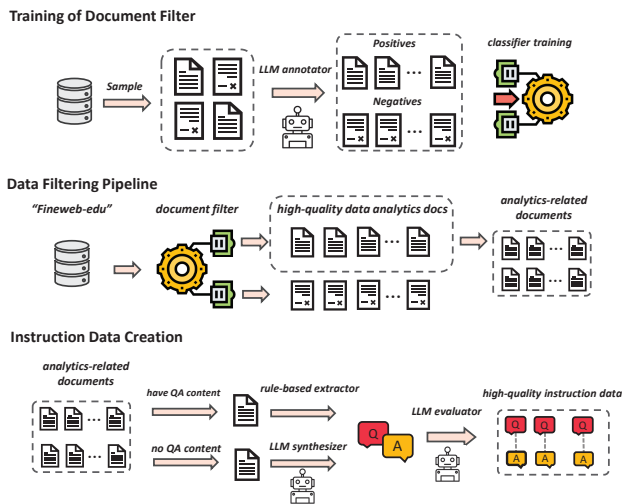 Training of Document Filter
Positives
classifier training
Sample
LLM annotator
Negatives
Data Filtering Pipeline
"Fineweb-edu"
document filter
high-quality data analytics docs
analytics-related
documents
Instruction Data Creation
analytics-related
documents
have QA content
rule-based extractor
high-quality instruction data
LLM evaluator
Q
A
no QA content
LLM synthesizer
Q Q Q
A A A